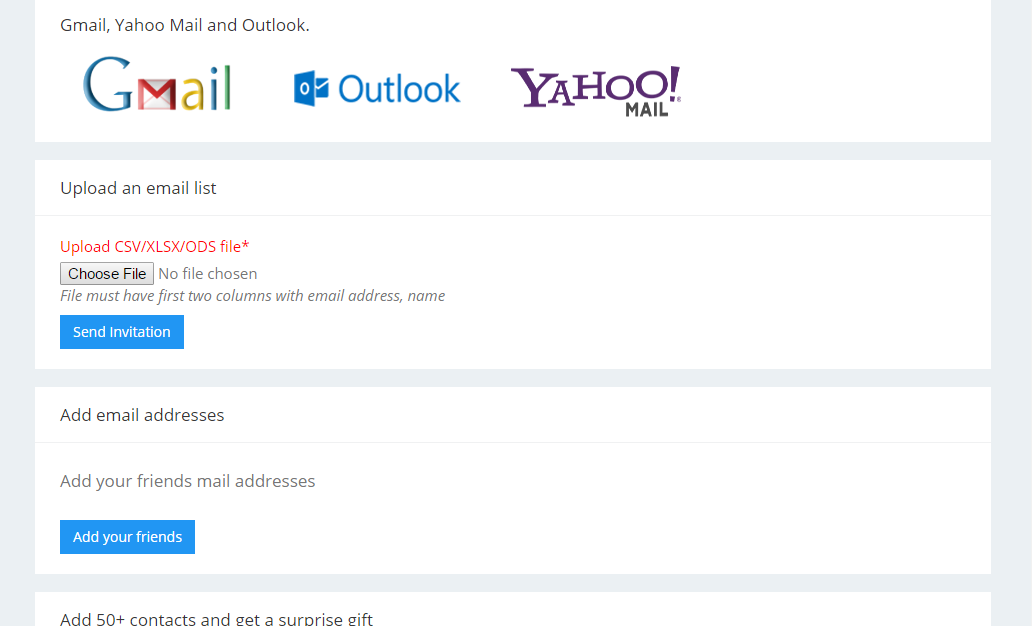 Gmail, Yahoo Mail and Outlook.
Gmail Outlook YAHOO! MAIL
Upload an email list
Upload CSV/XLSX/ODS file*
Choose File No file chosen
File must have first two columns with email address, name
Send Invitation
Add email addresses
Add your friends mail addresses
Add your friends
Add 50+ contacts and get a surprise gift